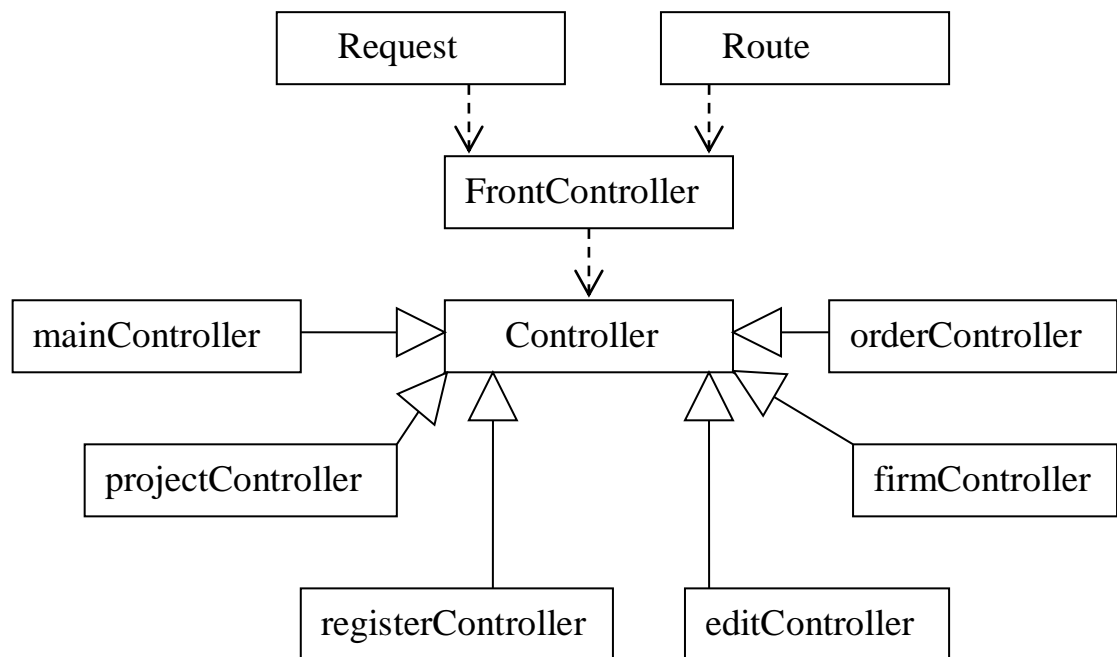 Request
Route
FrontController
mainController
Controller
orderController
projectController
firmController
registerController
editController